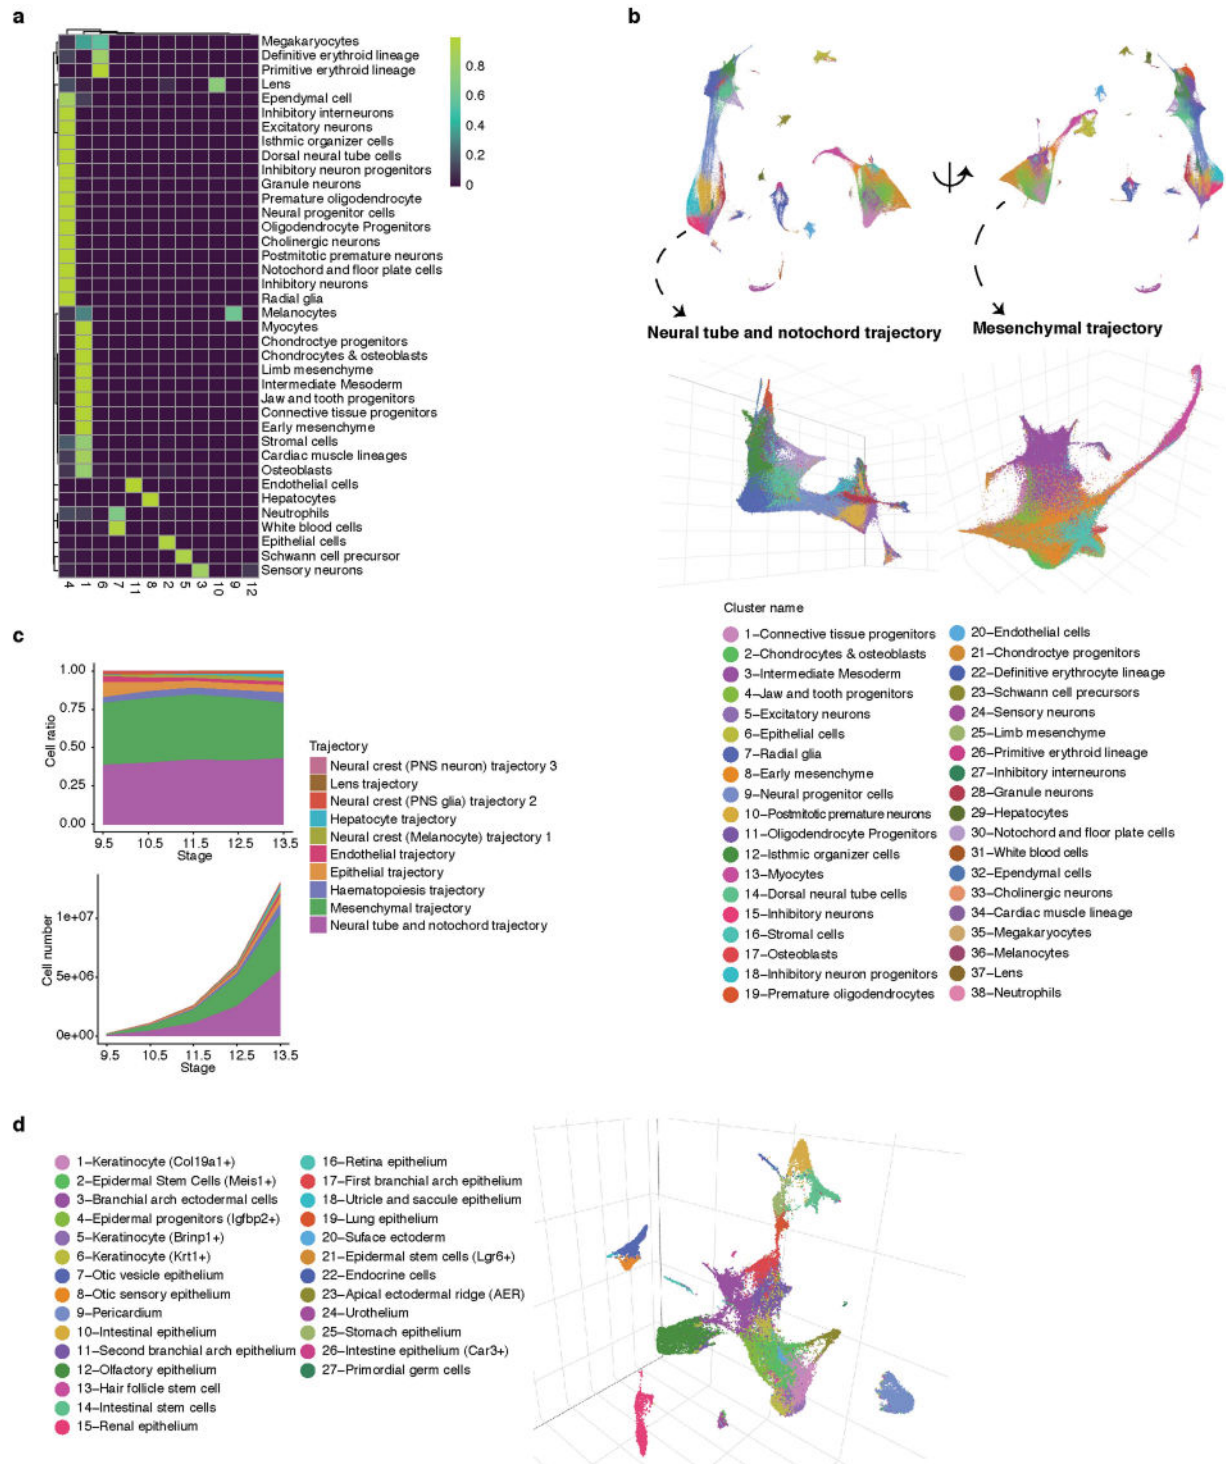 a
Megakaryocytes
Definitive erythroid lineage
Primitive erythroid lineage
Lens
Ependymal cell
Inhibitory interneurons
Excitatory neurons
Isthmic organizer cells
Dorsal neural tube cells
Inhibitory neuron progenitors
Granule neurons
Premature oligodendrocyte
Neural progenitor cells
Oligodendrocyte Progenitors
Cholinergic neurons
Postmitotic premature neurons
Notochord and floor plate cells
Inhibitory neurons
Radial glia
Melanocytes
Myocytes
Chondroctye progenitors
Chondrocytes & osteoblasts
Limb mesenchyme
Intermediate Mesoderm
Jaw and tooth progenitors
Connective tissue progenitors
Early mesenchyme
Stromal cells
Cardiac muscle lineages
Osteoblasts
Endothelial cells
Hepatocytes
Neutrophils
White blood cells
Epithelial cells
Schwann cell precursor
Sensory neurons
4 1 6 7 11 8 2 5 3 10 9 12
0.8
0.6
0.4
0.2
0
b
Neural tube and notochord trajectory
Mesenchymal trajectory
Cluster name
1–Connective tissue progenitors
2–Chondrocytes & osteoblasts
3–Intermediate Mesoderm
4–Jaw and tooth progenitors
5–Excitatory neurons
6–Epithelial cells
7–Radial glia
8–Early mesenchyme
9–Neural progenitor cells
10–Postmitotic premature neurons
11–Oligodendrocyte Progenitors
12–Isthmic organizer cells
13–Myocytes
14–Dorsal neural tube cells
15–Inhibitory neurons
16–Stromal cells
17–Osteoblasts
18–Inhibitory neuron progenitors
19–Premature oligodendrocytes
20–Endothelial cells
21–Chondroctye progenitors
22–Definitive erythrocyte lineage
23–Schwann cell precursors
24–Sensory neurons
25–Limb mesenchyme
26–Primitive erythroid lineage
27–Inhibitory interneurons
28–Granule neurons
29–Hepatocytes
30–Notochord and floor plate cells
31–White blood cells
32–Ependymal cells
33–Cholinergic neurons
34–Cardiac muscle lineage
35–Megakaryocytes
36–Melanocytes
37–Lens
38–Neutrophils
c
Cell ratio
1.00
0.75
0.50
0.25
0.00
9.5 10.5 11.5 12.5 13.5
Stage
Cell number
1e+07
5e+06
0e+00
9.5 10.5 11.5 12.5 13.5
Stage
Trajectory
Neural crest (PNS neuron) trajectory 3
Lens trajectory
Neural crest (PNS glia) trajectory 2
Hepatocyte trajectory
Neural crest (Melanocyte) trajectory 1
Endothelial trajectory
Epithelial trajectory
Haematopoiesis trajectory
Mesenchymal trajectory
Neural tube and notochord trajectory
d
1–Keratinocyte (Col19a1+)
2–Epidermal Stem Cells (Meis1+)
3–Branchial arch ectodermal cells
4–Epidermal progenitors (Igfbp2+)
5–Keratinocyte (Brinp1+)
6–Keratinocyte (Krt1+)
7–Otic vesicle epithelium
8–Otic sensory epithelium
9–Pericardium
10–Intestinal epithelium
11–Second branchial arch epithelium
12–Olfactory epithelium
13–Hair follicle stem cell
14–Intestinal stem cells
15–Renal epithelium
16–Retina epithelium
17–First branchial arch epithelium
18–Utricle and saccule epithelium
19–Lung epithelium
20–Suface ectoderm
21–Epidermal stem cells (Lgr6+)
22–Endocrine cells
23–Apical ectodermal ridge (AER)
24–Urothelium
25–Stomach epithelium
26–Intestine epithelium (Car3+)
27–Primordial germ cells